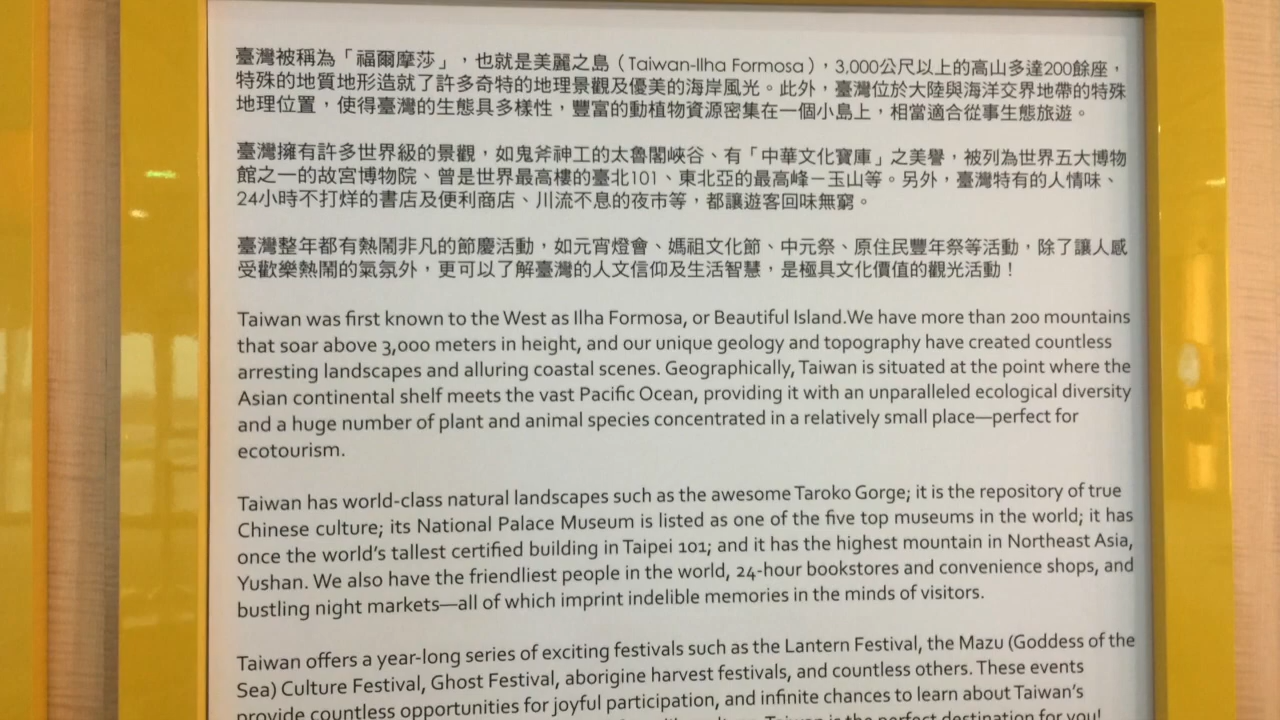 臺灣被稱為「福爾摩莎」，也就是美麗之島（Taiwan-Ilha Formosa），3,000公尺以上的高山多達200餘座，
特殊的地質地形造就了許多奇特的地理景觀及優美的海岸風光。此外，臺灣位於大陸與海洋交界地帶的特殊
地理位置，使得臺灣的生態具多樣性，豐富的動植物資源密集在一個小島上，相當適合從事生態旅遊。
臺灣擁有許多世界級的景觀，如鬼斧神工的太魯閣峽谷、有「中華文化寶庫」之美譽，被列為世界五大博物
館之一的故宮博物院、曾是世界最高樓的臺北101、東北亞的最高峰－玉山等。另外，臺灣特有的人情味、
24小時不打烊的書店及便利商店、川流不息的夜市等，都讓遊客回味無窮。
臺灣整年都有熱鬧非凡的節慶活動，如元宵燈會、媽祖文化節、中元祭、原住民豐年祭等活動，除了讓人感
受歡樂熱鬧的氣氛外，更可以了解臺灣的人文信仰及生活智慧，是極具文化價值的觀光活動！
Taiwan was first known to the West as Ilha Formosa, or Beautiful Island.We have more than 200 mountains
that soar above 3,000 meters in height, and our unique geology and topography have created countless
arresting landscapes and alluring coastal scenes. Geographically, Taiwan is situated at the point where the
Asian continental shelf meets the vast Pacific Ocean, providing it with an unparalleled ecological diversity
and a huge number of plant and animal species concentrated in a relatively small place—perfect for
ecotourism.
Taiwan has world-class natural landscapes such as the awesome Taroko Gorge; it is the repository of true
Chinese culture; its National Palace Museum is listed as one of the five top museums in the world; it has
once the world's tallest certified building in Taipei 101; and it has the highest mountain in Northeast Asia,
Yushan. We also have the friendliest people in the world, 24-hour bookstores and convenience shops, and
bustling night markets—all of which imprint indelible memories in the minds of visitors.
Taiwan offers a year-long series of exciting festivals such as the Lantern Festival, the Mazu (Goddess of the
Sea) Culture Festival, Ghost Festival, aborigine harvest festivals, and countless others. These events
provide countless opportunities for joyful participation, and infinite chances to learn about Taiwan's
Taiwan is the perfect destination for you!